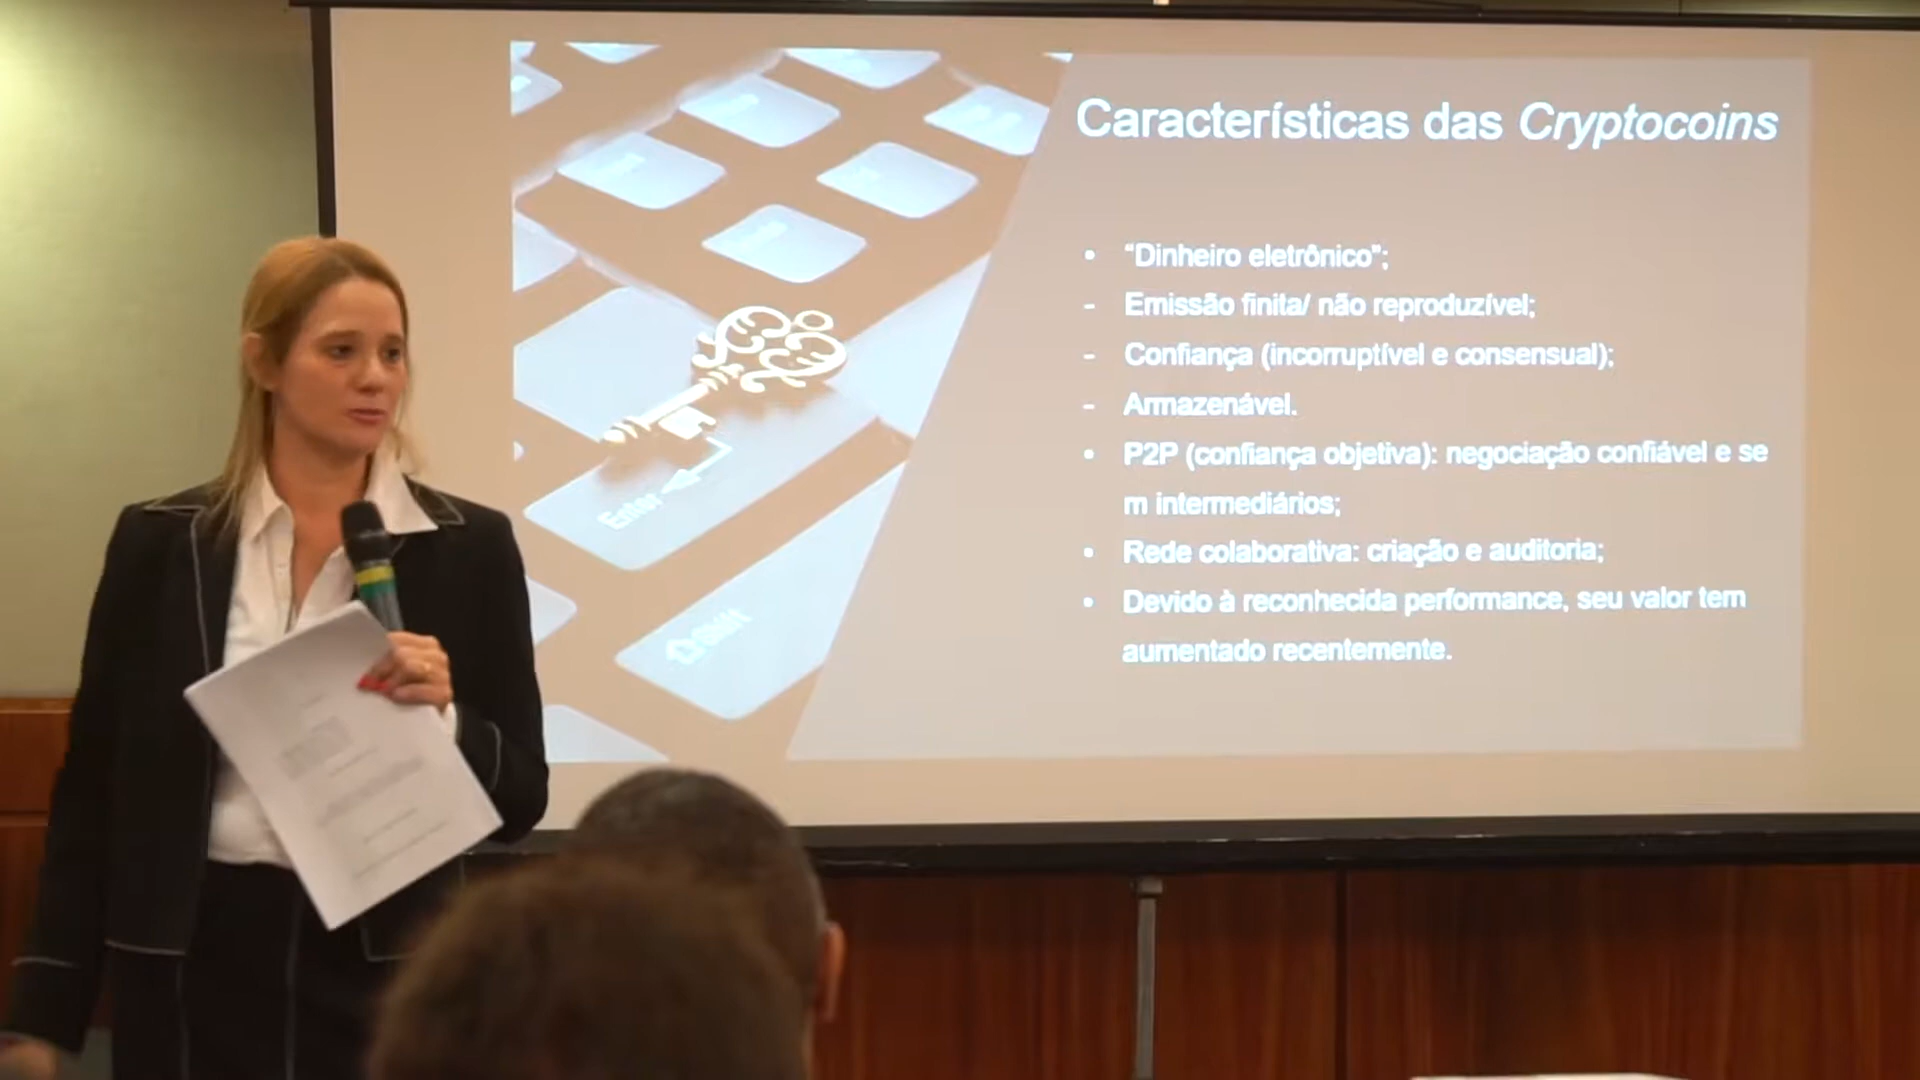 Características das Cryptocoins
• “Dinheiro eletrônico”;
- Emissão finita/ não reproduzível;
- Confiança (incorruptível e consensual);
- Armazenável.
• P2P (confiança objetiva): negociação confiável e se
m intermediários;
• Rede colaborativa: criação e auditoria;
• Devido à reconhecida performance, seu valor tem
aumentado recentemente.
Enter
Shift